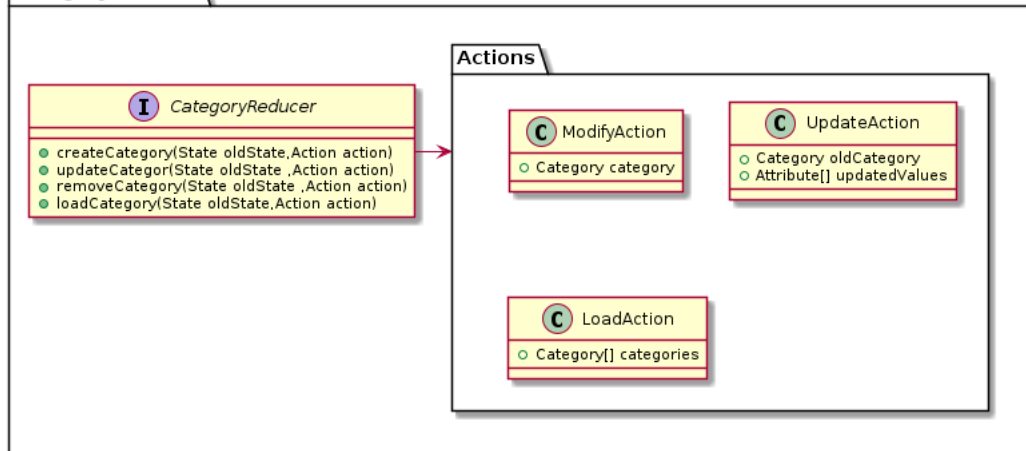 Actions
I CategoryReducer
createCategory(State oldState,Action action)
updateCategor(State oldState ,Action action)
removeCategory(State oldState ,Action action)
loadCategory(State oldState,Action action)
C ModifyAction
Category category
C UpdateAction
Category oldCategory
Attribute[] updatedValues
C LoadAction
Category[] categories